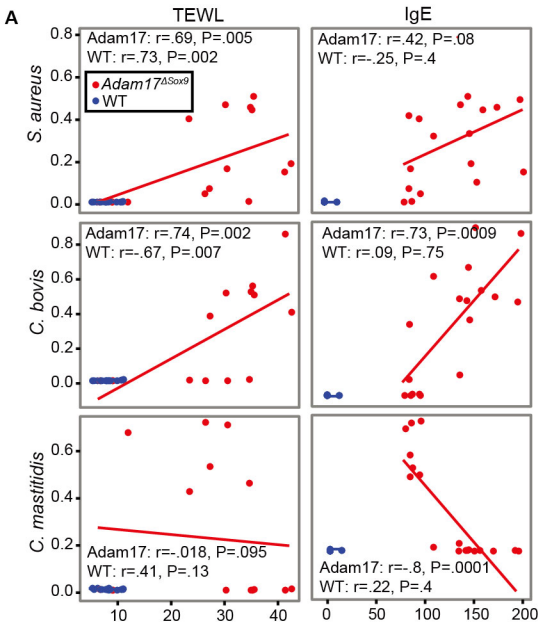 A
TEWL
IgE
S. aureus
0.8
0.6
0.4
0.2
0.0
Adam17: r=.69, P=.005
WT: r=.73, P=.002
Adam17ΔSox9
WT
Adam17: r=.42, P=.08
WT: r=-.25, P=.4
C. bovis
0.8
0.6
0.4
0.2
0.0
Adam17: r=.74, P=.002
WT: r=-.67, P=.007
Adam17: r=.73, P=.0009
WT: r=.09, P=.75
C. mastitidis
0.6
0.4
0.2
0.0
Adam17: r=-.018, P=.095
WT: r=.41, P=.13
Adam17: r=-.8, P=.0001
WT: r=.22, P=.4
10 20 30 40
0 50 100 150 200